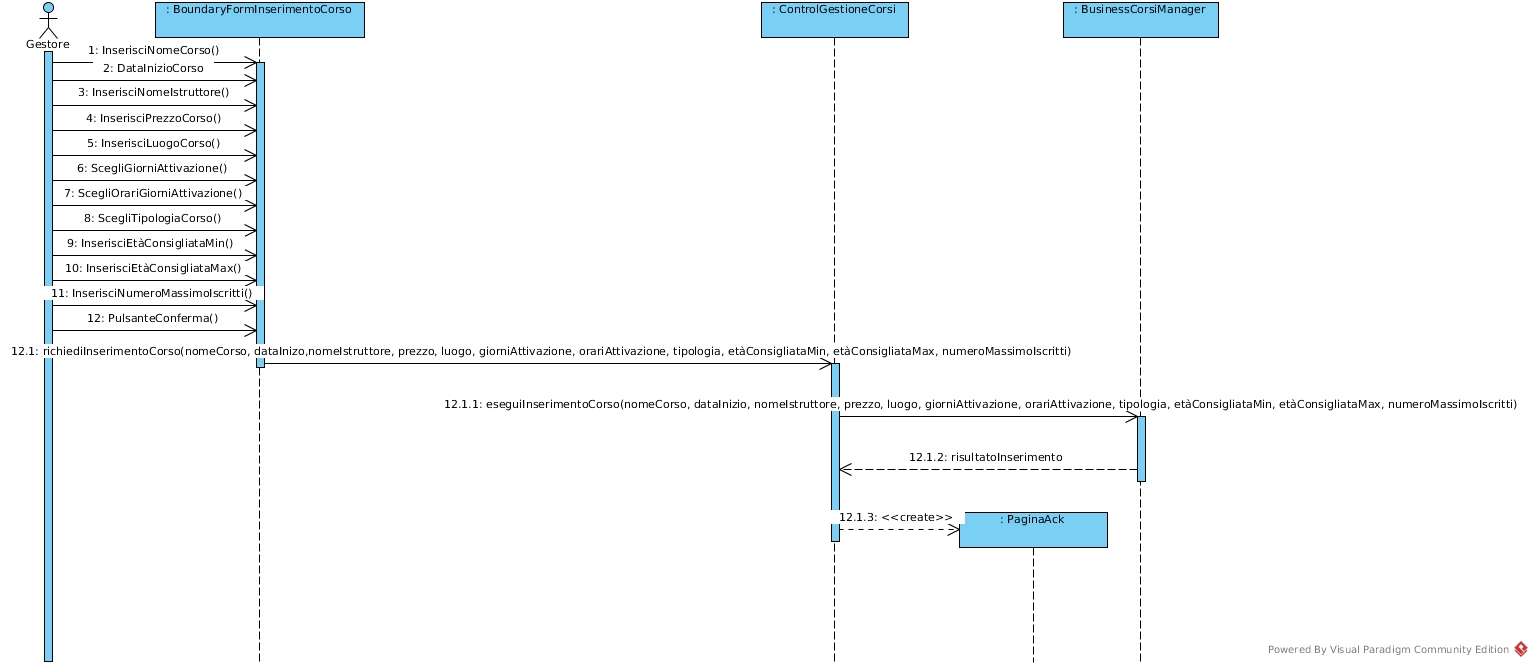 : BoundaryFormInserimentoCorso
: ControlGestioneCorsi
: BusinessCorsiManager
Gestore
1: InserisciNomeCorso()
2: DataInizioCorso
3: InserisciNomeIstruttore()
4: InserisciPrezzoCorso()
5: InserisciLuogoCorso()
6: ScegliGiorniAttivazione()
7: ScegliOrariGiorniAttivazione()
8: ScegliTipologiaCorso()
9: InserisciEtàConsigliataMin()
10: InserisciEtàConsigliataMax()
11: InserisciNumeroMassimoIscritti()
12: PulsanteConferma()
12.1: richiediInserimentoCorso(nomeCorso, dataInizo,nomeIstruttore, prezzo, luogo, giorniAttivazione, orariAttivazione, tipologia, etàConsigliataMin, etàConsigliataMax, numeroMassimoIscritti)
12.1.1: eseguiInserimentoCorso(nomeCorso, dataInizio, nomeIstruttore, prezzo, luogo, giorniAttivazione, orariAttivazione, tipologia, etàConsigliataMin, etàConsigliataMax, numeroMassimoIscritti)
12.1.2: risultatoInserimento
12.1.3: <<create>>
: PaginaAck
Powered By Visual Paradigm Community Edition